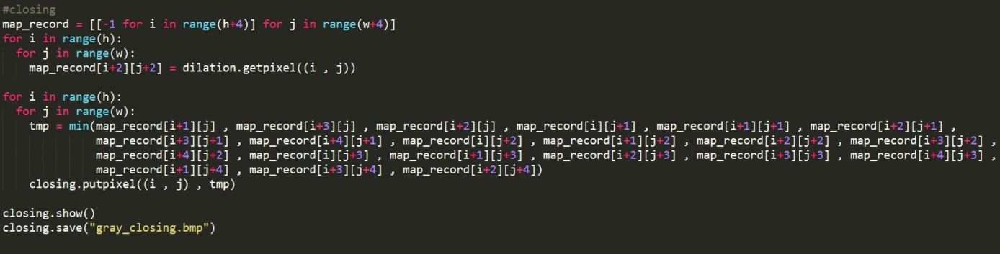 #closing
map_record = [[-1 for i in range(h+4)] for j in range(w+4)]
for i in range(h):
  for j in range(w):
    map_record[i+2][j+2] = dilation.getpixel((i , j))

for i in range(h):
  for j in range(w):
    tmp = min(map_record[i+1][j] , map_record[i+3][j] , map_record[i+2][j] , map_record[i][j+1] , map_record[i+1][j+1] , map_record[i+2][j+1] ,
              map_record[i+3][j+1] , map_record[i+4][j+1] , map_record[i][j+2] , map_record[i+1][j+2] , map_record[i+2][j+2] , map_record[i+3][j+2] ,
              map_record[i+4][j+2] , map_record[i][j+3] , map_record[i+1][j+3] , map_record[i+2][j+3] , map_record[i+3][j+3] , map_record[i+4][j+3] ,
              map_record[i+1][j+4] , map_record[i+3][j+4] , map_record[i+2][j+4])
    closing.putpixel((i , j) , tmp)

closing.show()
closing.save("gray_closing.bmp")